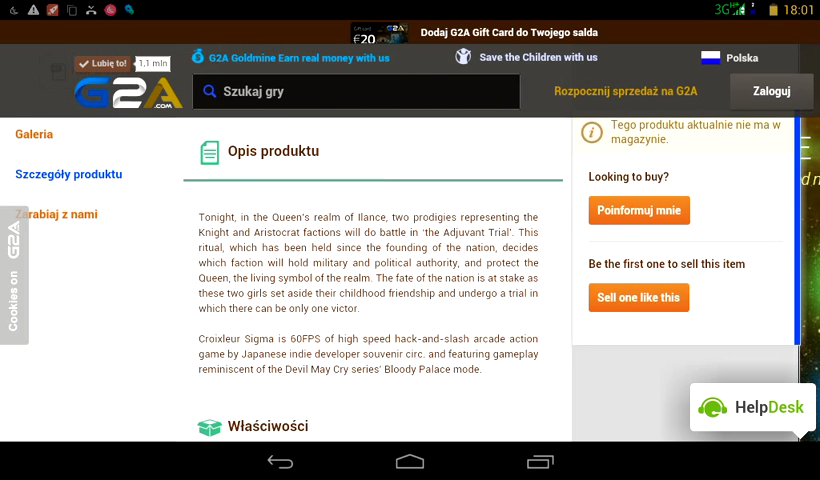 3G H+ 18:01
Gift card G2A
€20
Dodaj G2A Gift Card do Twojego salda
Lubię to! 1,1 mln
G2A Goldmine Earn real money with us
Save the Children with us
Polska
G2A.COM
Szukaj gry
Rozpocznij sprzedaż na G2A
Zaloguj
Galeria
Szczegóły produktu
Zarabiaj z nami
Cookies on G2A
Opis produktu
Tonight, in the Queen's realm of Ilance, two prodigies representing the
Knight and Aristocrat factions will do battle in 'the Adjuvant Trial'. This
ritual, which has been held since the founding of the nation, decides
which faction will hold military and political authority, and protect the
Queen, the living symbol of the realm. The fate of the nation is at stake as
these two girls set aside their childhood friendship and undergo a trial in
which there can be only one victor.
Croixleur Sigma is 60FPS of high speed hack-and-slash arcade action
game by Japanese indie developer souvenir circ. and featuring gameplay
reminiscent of the Devil May Cry series' Bloody Palace mode.
Właściwości
Tego produktu aktualnie nie ma w
magazynie.
Looking to buy?
Poinformuj mnie
Be the first one to sell this item
Sell one like this
HelpDesk